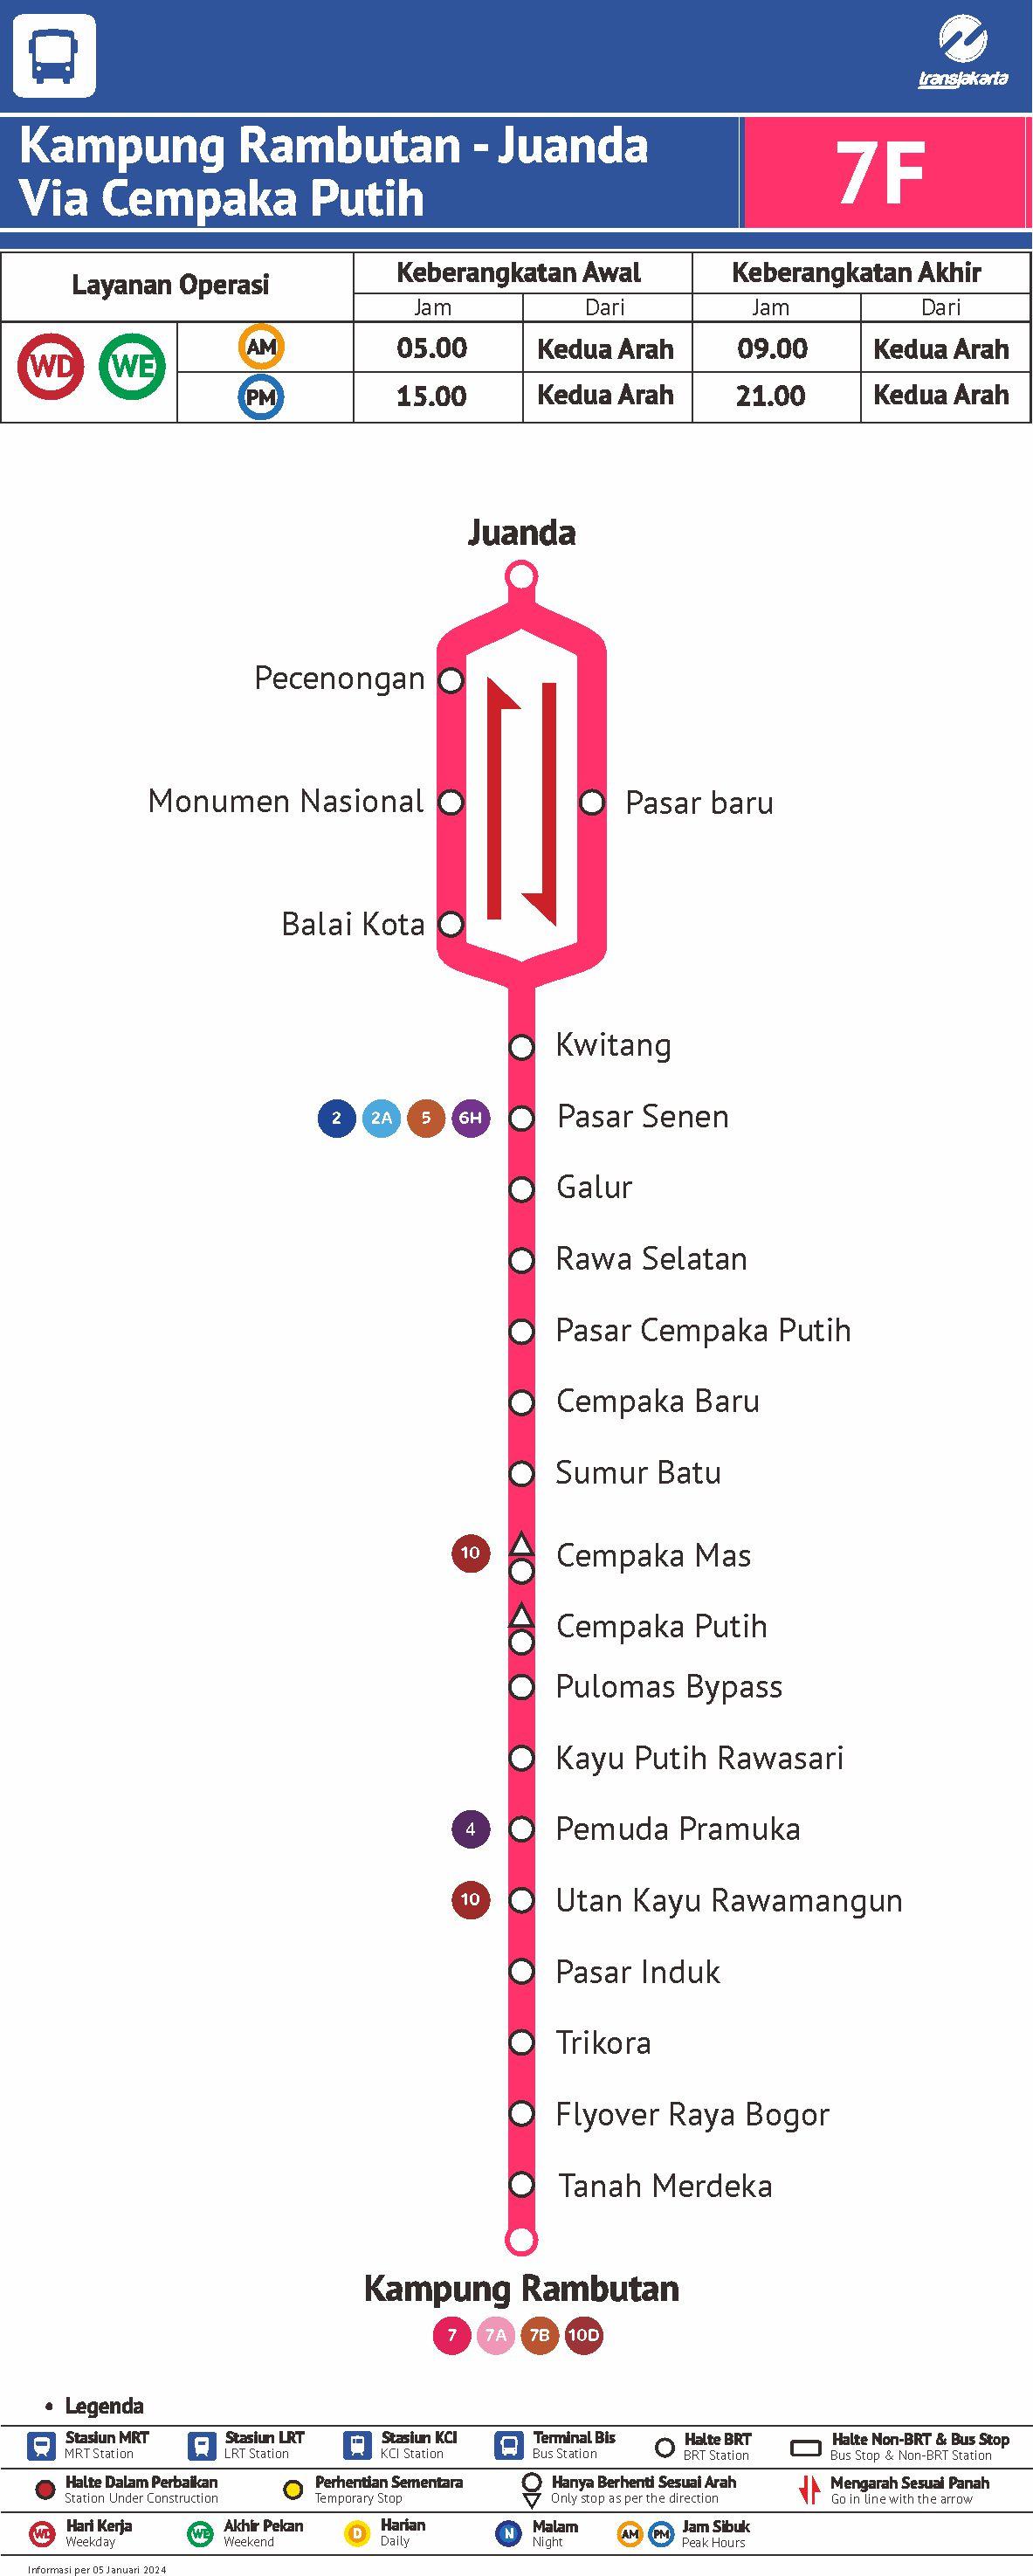 transjakarta
Kampung Rambutan - Juanda
Via Cempaka Putih
7F
Layanan Operasi
Keberangkatan Awal
Keberangkatan Akhir
Jam
Dari
Jam
Dari
WD
WE
AM
05.00
Kedua Arah
09.00
Kedua Arah
PM
15.00
Kedua Arah
21.00
Kedua Arah
Juanda
Pecenongan
Monumen Nasional
Pasar baru
Balai Kota
Kwitang
2 2A 5 6H Pasar Senen
Galur
Rawa Selatan
Pasar Cempaka Putih
Cempaka Baru
Sumur Batu
10 Cempaka Mas
Cempaka Putih
Pulomas Bypass
Kayu Putih Rawasari
4 Pemuda Pramuka
10 Utan Kayu Rawamangun
Pasar Induk
Trikora
Flyover Raya Bogor
Tanah Merdeka
Kampung Rambutan
7 7A 7B 10D
• Legenda
Stasiun MRT
MRT Station
Stasiun LRT
LRT Station
Stasiun KCI
KCI Station
Terminal Bis
Bus Station
Halte BRT
BRT Station
Halte Non-BRT & Bus Stop
Bus Stop & Non-BRT Station
Halte Dalam Perbaikan
Station Under Construction
Perhentian Sementara
Temporary Stop
Hanya Berhenti Sesuai Arah
Only stop as per the direction
Mengarah Sesuai Panah
Go in line with the arrow
WD
Hari Kerja
Weekday
WE
Akhir Pekan
Weekend
D
Harian
Daily
N
Malam
Night
AM PM
Jam Sibuk
Peak Hours
Informasi per 05 Januari 2024